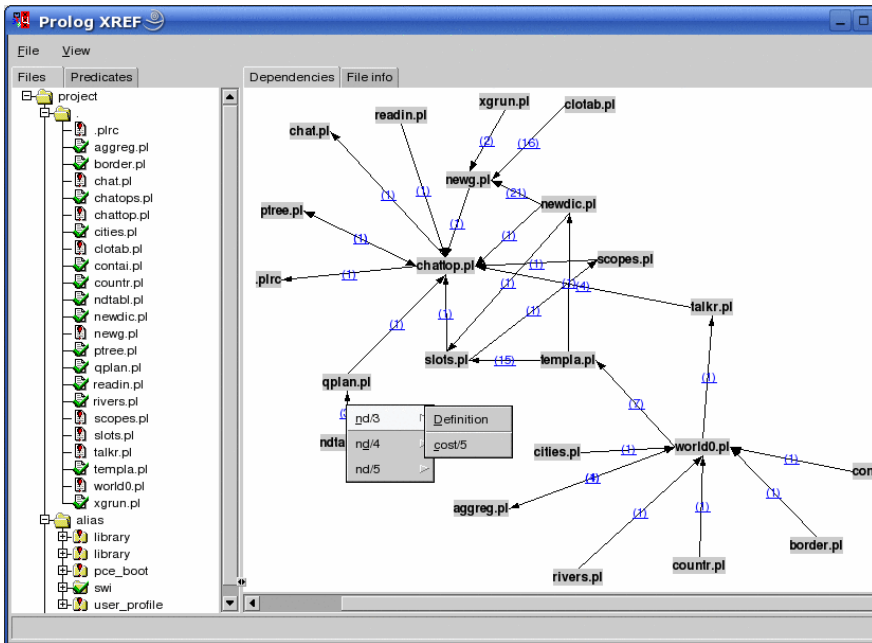 Prolog XREF
File View
Files Predicates
Dependencies File info
project
.
.plrc
aggreg.pl
border.pl
chat.pl
chatops.pl
chattop.pl
cities.pl
clotab.pl
contai.pl
countr.pl
ndtabl.pl
newdic.pl
newg.pl
ptree.pl
qplan.pl
readin.pl
rivers.pl
scopes.pl
slots.pl
talkr.pl
templa.pl
world0.pl
xgrun.pl
alias
library
library
pce_boot
swi
user_profile
xgrun.pl
clotab.pl
readin.pl
chat.pl
(2)
(16)
newg.pl
(1)
(1)
(21)
newdic.pl
ptree.pl
(1)
(1)
(1)
scopes.pl
chattop.pl
(1)
.plrc
(1)
(1)
(4)
talkr.pl
(1)
(1)
(1)
slots.pl
(15)
templa.pl
qplan.pl
(1)
(7)
nd/3
Definition
nd/4
cost/5
nd/5
ndta
cities.pl
(1)
world0.pl
(1)
con
aggreg.pl
(1)
(1)
(1)
border.pl
countr.pl
rivers.pl